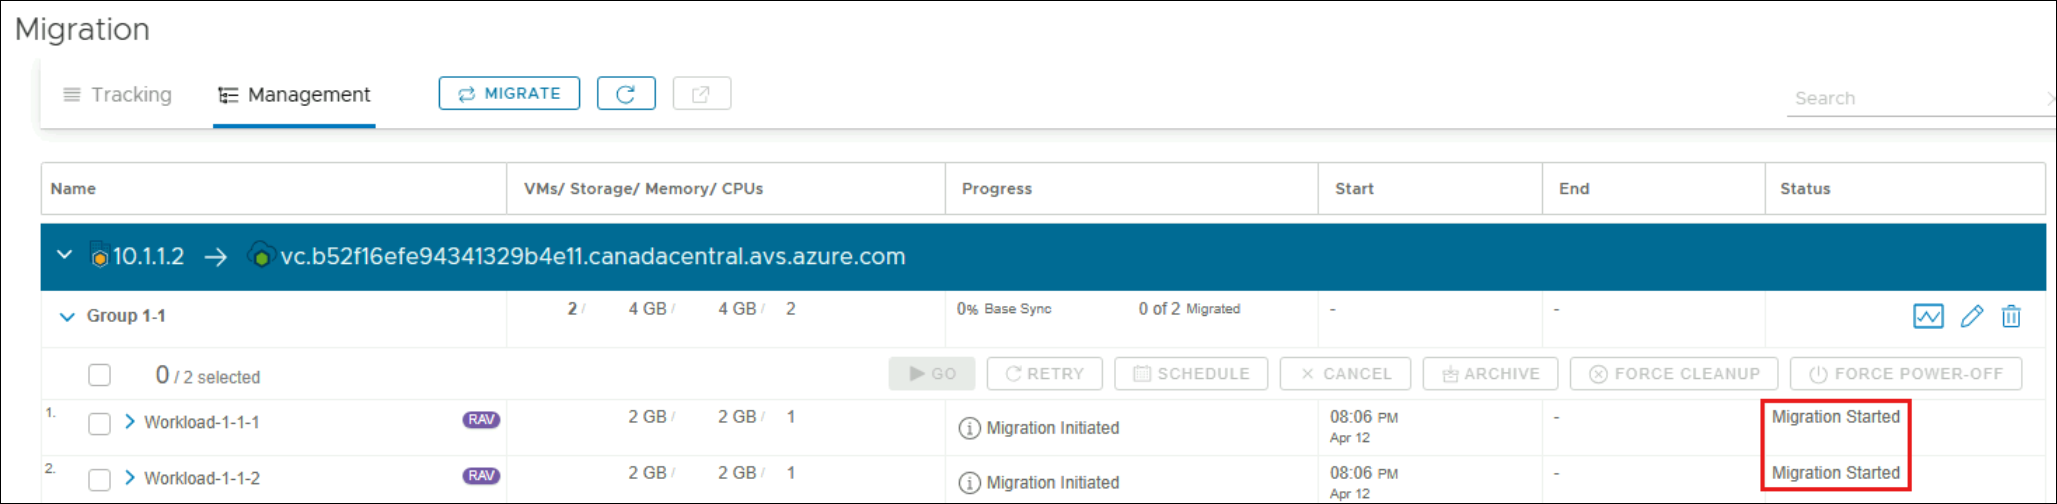 Migration
Tracking Management MIGRATE Search
Name VMs/ Storage/ Memory/ CPUs Progress Start End Status
10.1.1.2 → vc.b52f16efe94341329b4e11.canadacentral.avs.azure.com
Group 1-1 2 / 4 GB / 4 GB / 2 0% Base Sync 0 of 2 Migrated - -
0 / 2 selected GO RETRY SCHEDULE CANCEL ARCHIVE FORCE CLEANUP FORCE POWER-OFF
1. Workload-1-1-1 RAV 2 GB / 2 GB / 1 Migration Initiated 08:06 PM - Migration Started
Apr 12
2. Workload-1-1-2 RAV 2 GB / 2 GB / 1 Migration Initiated 08:06 PM - Migration Started
Apr 12